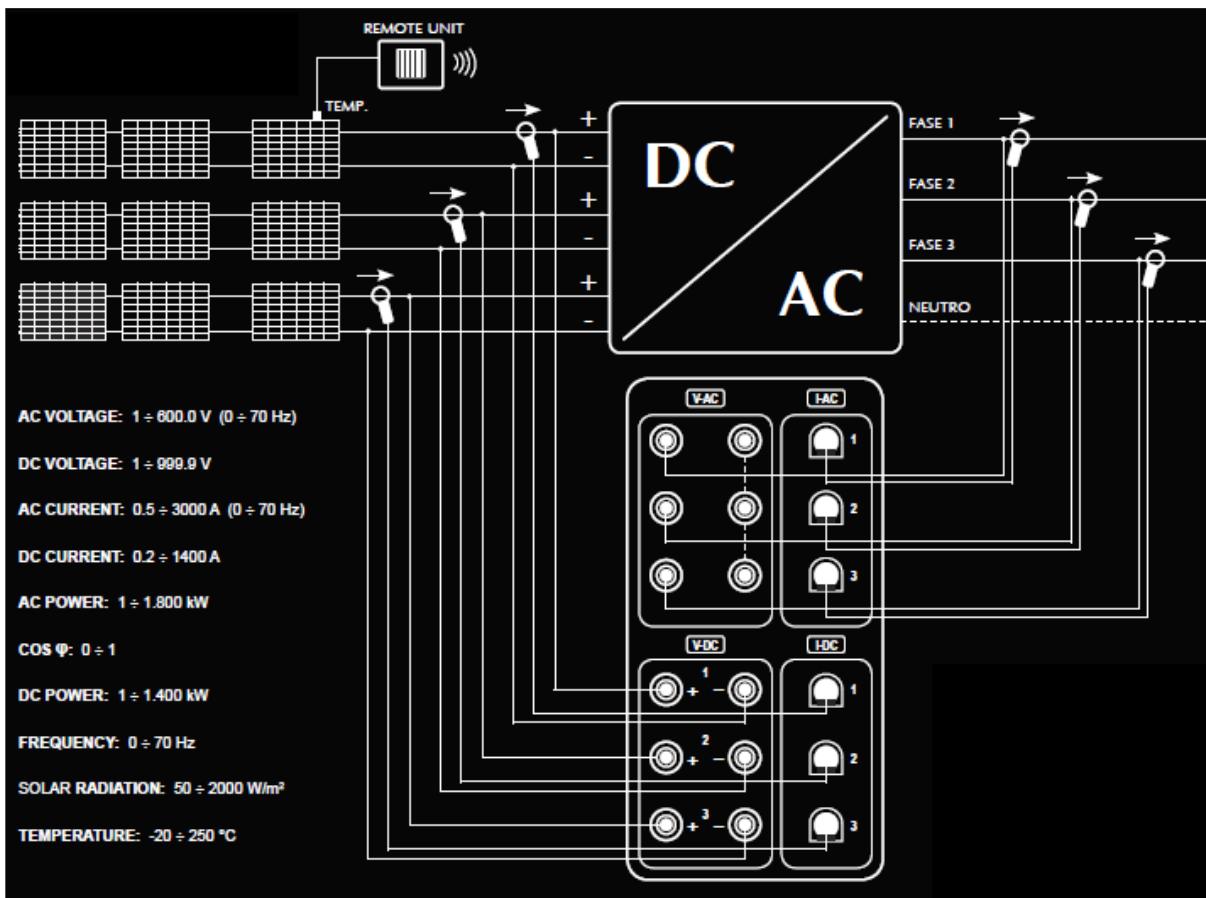 REMOTE UNIT
TEMP.
+
-
+
-
+
-
DC
AC
FASE 1
FASE 2
FASE 3
NEUTRO
AC VOLTAGE: 1 ÷ 600.0 V (0 ÷ 70 Hz)
DC VOLTAGE: 1 ÷ 999.9 V
AC CURRENT: 0.5 ÷ 3000 A (0 ÷ 70 Hz)
DC CURRENT: 0.2 ÷ 1400 A
AC POWER: 1 ÷ 1.800 kW
COS φ: 0 ÷ 1
DC POWER: 1 ÷ 1.400 kW
FREQUENCY: 0 ÷ 70 Hz
SOLAR RADIATION: 50 ÷ 2000 W/m²
TEMPERATURE: -20 ÷ 250 °C
V-AC
I-AC
1
2
3
V-DC
I-DC
+ 1 -
1
+ 2 -
2
+ 3 -
3